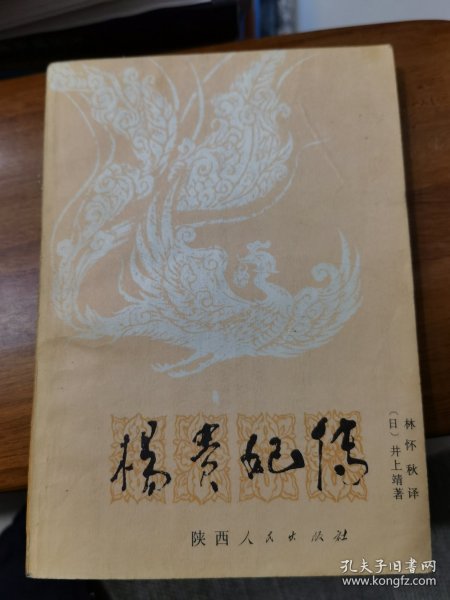 楊贵妃传
〔日〕井上靖著
林怀秋译
陕西人民出版社
孔夫子旧书网
www.kongfz.com